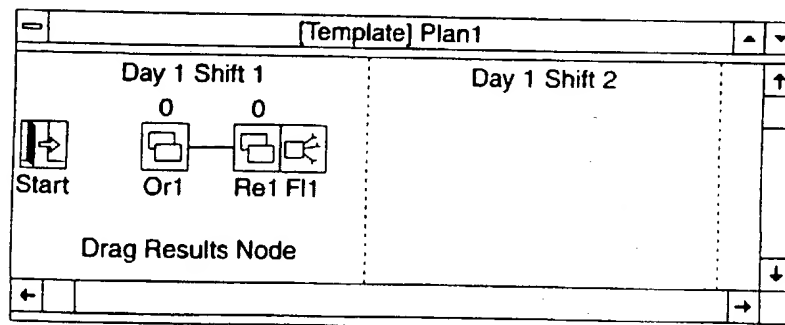 [Template] Plan1
Day 1 Shift 1
Day 1 Shift 2
0
0
Start
Or1
Re1
Fl1
Drag Results Node